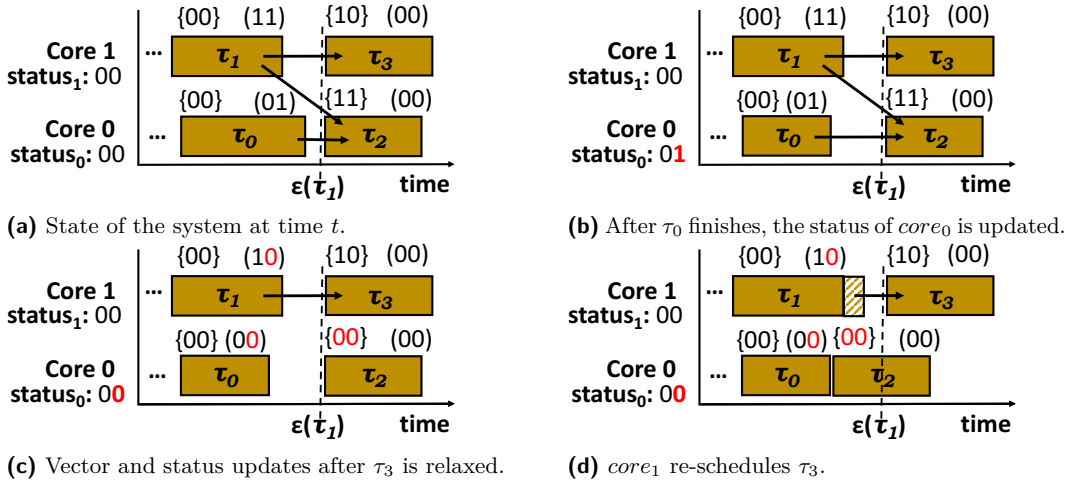 {00} (11) {10} (00)
Core 1 ... τ1 τ3
status1: 00
{00} (01) {11} (00)
Core 0 ... τ0 τ2
status0: 00
ε(τ1) time
(a) State of the system at time t.
{00} (11) {10} (00)
Core 1 ... τ1 τ3
status1: 00
{00} (01) {11} (00)
Core 0 ... τ0 τ2
status0: 01
ε(τ1) time
(b) After τ0 finishes, the status of core0 is updated.
{00} (10) {10} (00)
Core 1 ... τ1 τ3
status1: 00
{00} (00) {00} (00)
Core 0 ... τ0 τ2
status0: 00
ε(τ1) time
(c) Vector and status updates after τ3 is relaxed.
{00} (10) {10} (00)
Core 1 ... τ1 τ3
status1: 00
{00} (00) {00} (00)
Core 0 ... τ0 τ2
status0: 00
ε(τ1) time
(d) core1 re-schedules τ3.